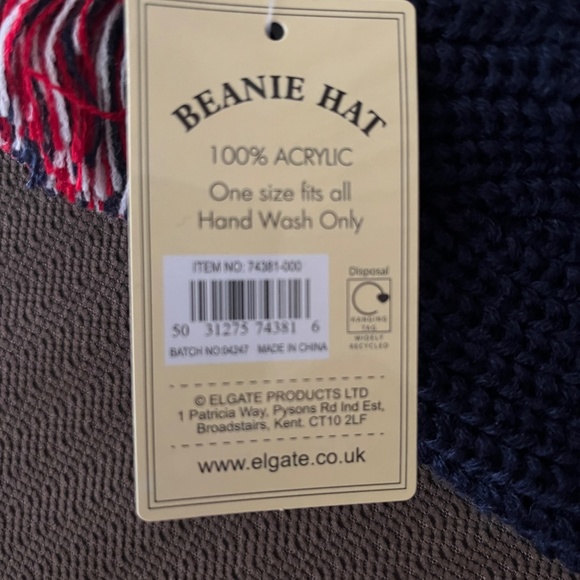 BEANIE HAT
100% ACRYLIC
One size fits all
Hand Wash Only
ITEM NO: 74381-000
50 31275 74381 6
BATCH NO:04247 MADE IN CHINA
Disposal
HANGING
TAG
WIDELY
RECYCLED
© ELGATE PRODUCTS LTD
1 Patricia Way, Pysons Rd Ind Est,
Broadstairs, Kent. CT10 2LF
www.elgate.co.uk